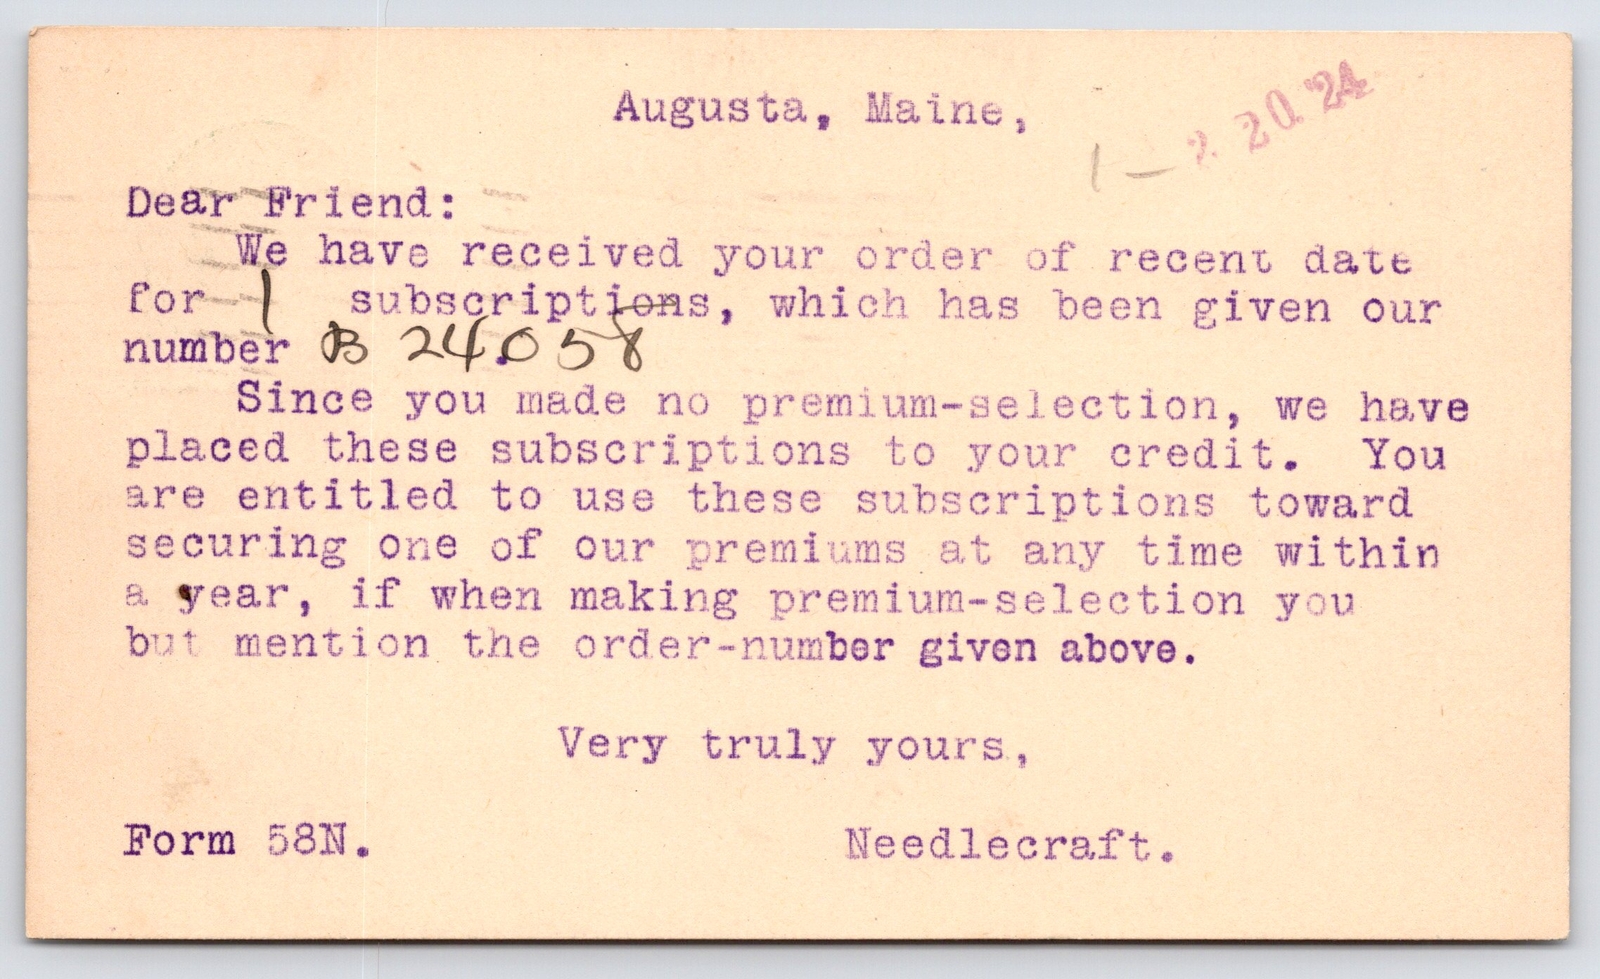 Augusta, Maine,
1 — 2. 20. '24
Dear Friend:
We have received your order of recent date
for 1 subscriptions, which has been given our
number B 24058.
Since you made no premium-selection, we have
placed these subscriptions to your credit. You
are entitled to use these subscriptions toward
securing one of our premiums at any time within
a year, if when making premium-selection you
but mention the order-number given above.
Very truly yours,
Form 58N. Needlecraft.